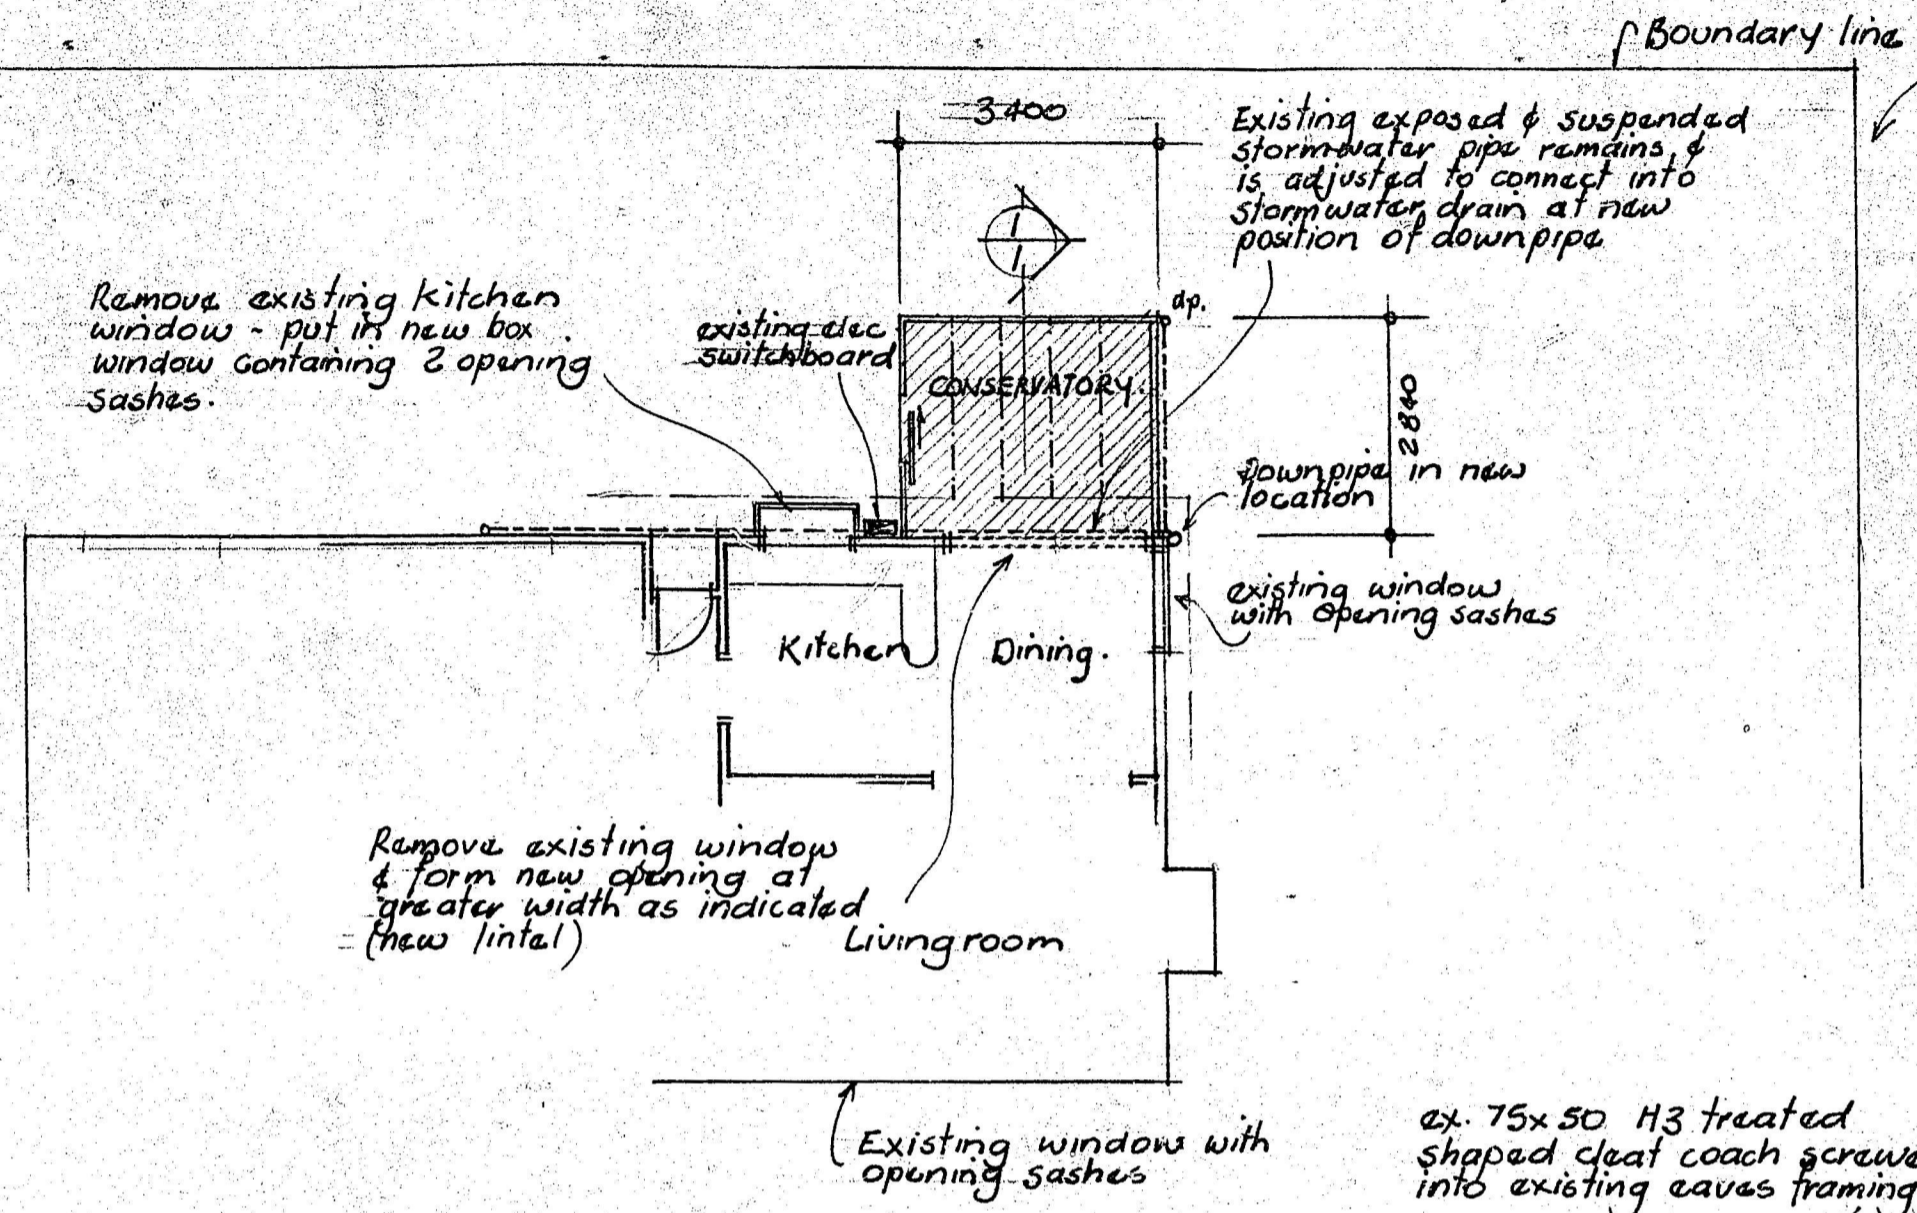 Boundary line
3400
Existing exposed & suspended
stormwater pipe remains &
is adjusted to connect into
stormwater drain at new
position of downpipe
1
1
dp.
Remove existing Kitchen
window - put in new box
window containing 2 opening
sashes.
existing elec
switchboard
CONSERVATORY.
2840
Downpipe in new
location
existing window
with opening sashes
Kitchen
Dining.
Remove existing window
& form new opening at
greater width as indicated
(new lintel)
Living room
Existing window with
opening sashes
ex. 75x50 H3 treated
shaped cleat coach screwe
into existing eaves framing